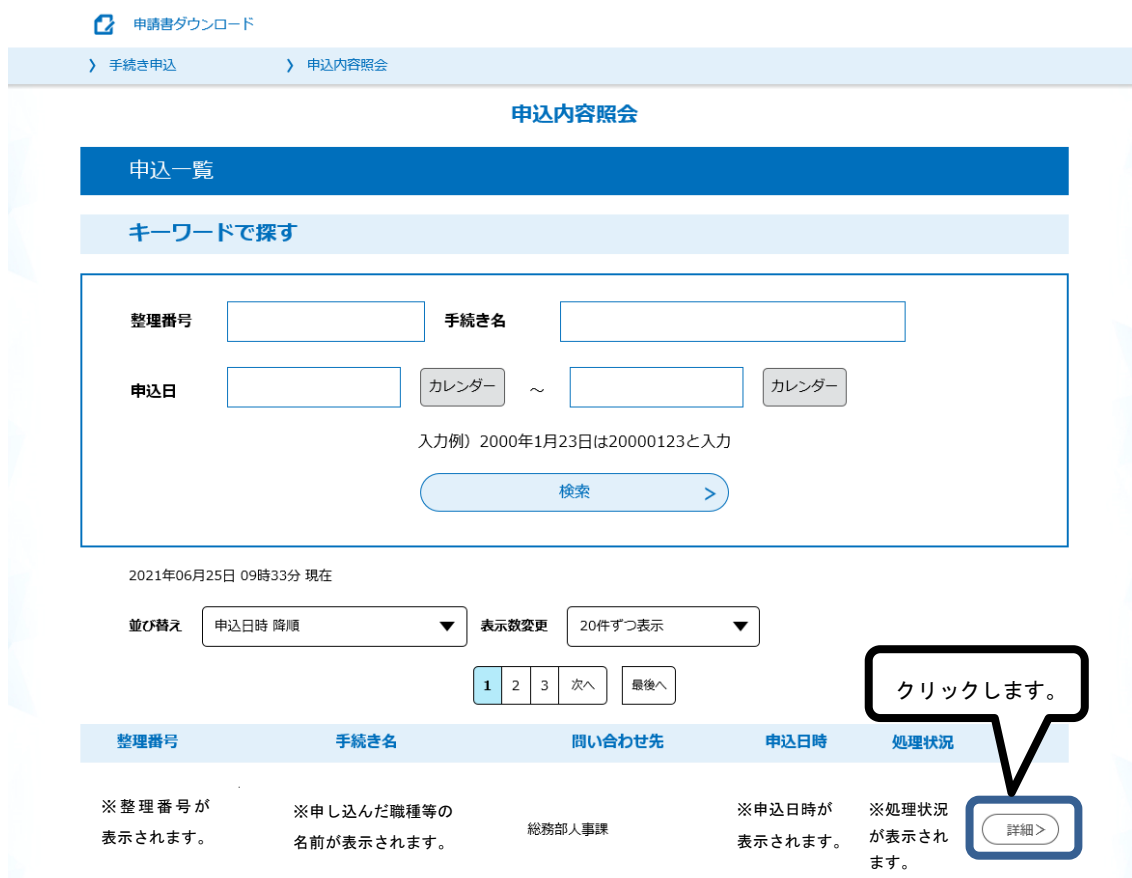 申請書ダウンロード
❯ 手続き申込 ❯ 申込内容照会
申込内容照会
申込一覧
キーワードで探す
整理番号 手続き名
申込日 カレンダー ～ カレンダー
入力例）2000年1月23日は20000123と入力
検索 >
2021年06月25日 09時33分 現在
並び替え 申込日時 降順 ▼ 表示数変更 20件ずつ表示 ▼
1 2 3 次へ 最後へ
クリックします。
整理番号 手続き名 問い合わせ先 申込日時 処理状況
※整理番号が
表示されます。
※申し込んだ職種等の
名前が表示されます。
総務部人事課
※申込日時が
表示されます。
※処理状況
が表示され
ます。
詳細>